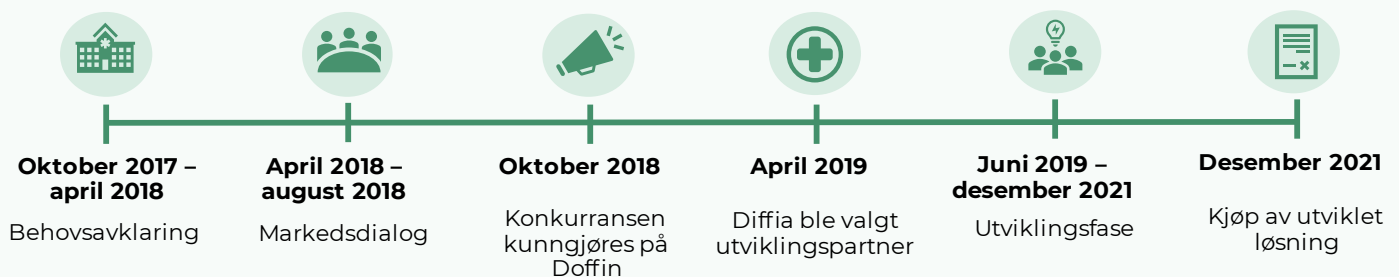 Oktober 2017 –
april 2018
Behovsavklaring
April 2018 –
august 2018
Markedsdialog
Oktober 2018
Konkurransen
kunngjøres på
Doffin
April 2019
Diffia ble valgt
utviklingspartner
Juni 2019 –
desember 2021
Utviklingsfase
Desember 2021
Kjøp av utviklet
løsning